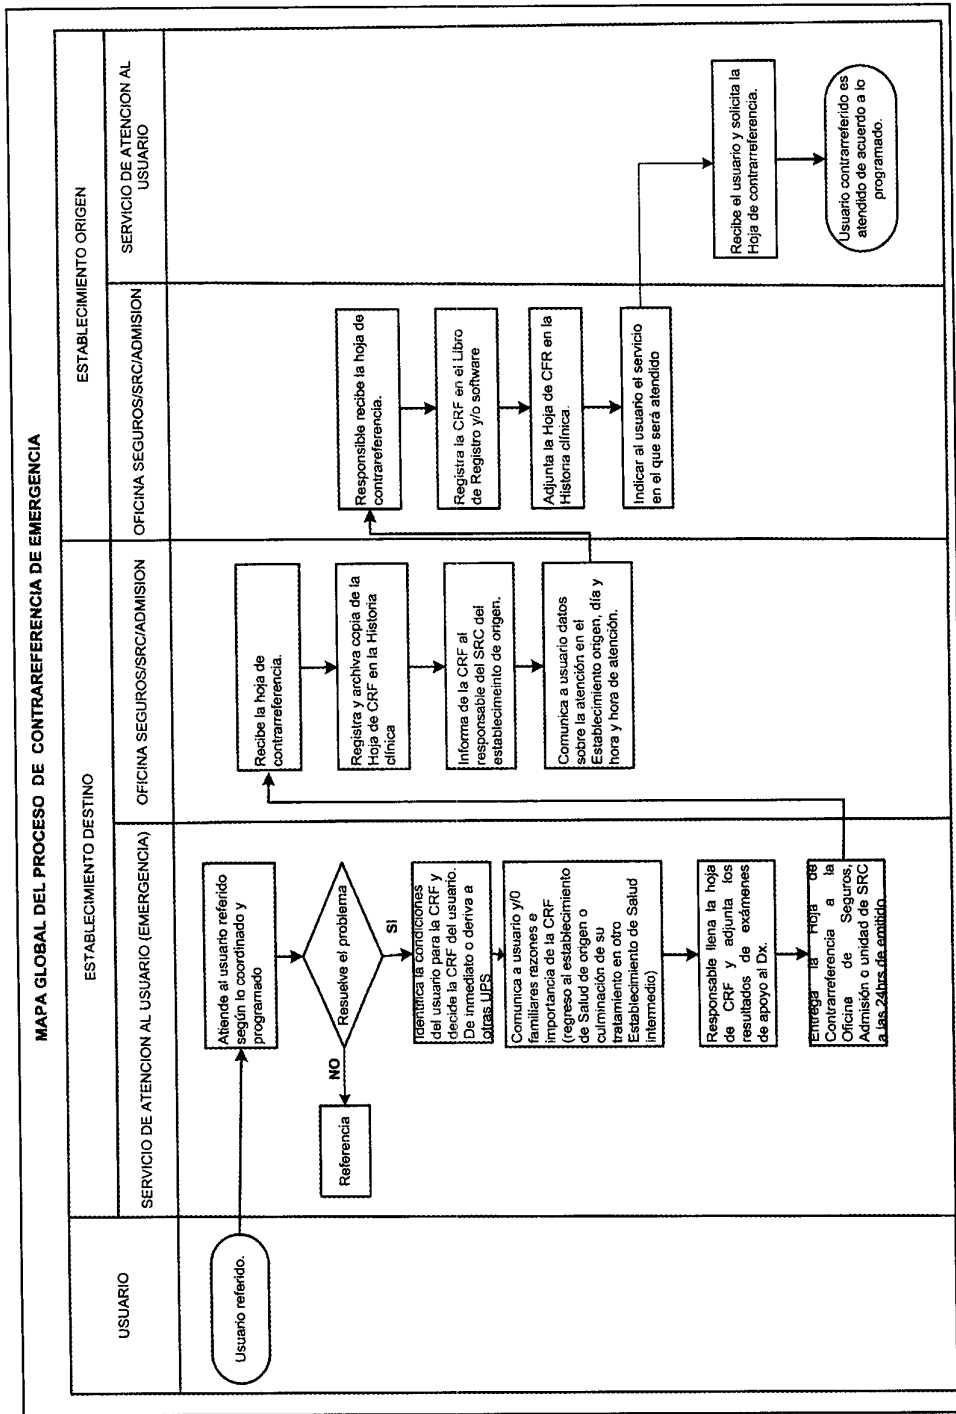 MAPA GLOBAL DEL PROCESO DE CONTRAREFERENCIA DE EMERGENCIA
USUARIO
ESTABLECIMIENTO DESTINO
ESTABLECIMIENTO ORIGEN
SERVICIO DE ATENCION AL USUARIO (EMERGENCIA)
OFICINA SEGUROS/SRC/ADMISION
OFICINA SEGUROS/SRC/ADMISION
SERVICIO DE ATENCION AL
USUARIO
Usuario referido.
Atiende al usuario referido
según lo coordinado y
programado
Resuelve el problema
NO
SI
Referencia
Identifica la condiciones
del usuario para la CRF y
decide la CRF del usuario.
De inmediato o deriva a
otras UPS
Comunica a usuario y/0
familiares razones e
importancia de la CRF
(regreso al establecimiento
de Salud de origen o
culminación de su
tratamiento en otro
Establecimiento de Salud
intermedio)
Responsable llena la hoja
de CRF y adjunta los
resultados de exámenes
de apoyo al Dx.
Entrega la Hoja de
Contrarreferencia a la
Oficina de Seguros,
Admisión o unidad de SRC
a las 24hrs de emitido
Recibe la hoja de
contrarreferencia.
Registra y archiva copia de la
Hoja de CRF en la Historia
clínica
Informa de la CRF al
responsable del SRC del
establecimeinto de origen.
Comunica a usuario datos
sobre la atención en el
Establecimiento origen, día y
hora y hora de atención.
Responsible recibe la hoja de
contrareferencia.
Registra la CRF en el Libro
de Registro y/o software
Adjunta la Hoja de CFR en la
Historia clínica.
Indicar al usuario el servicio
en el que será atendido
Recibe el usuario y solicita la
Hoja de contrarreferencia.
Usuario contrarreferido es
atendido de acuerdo a lo
programado.